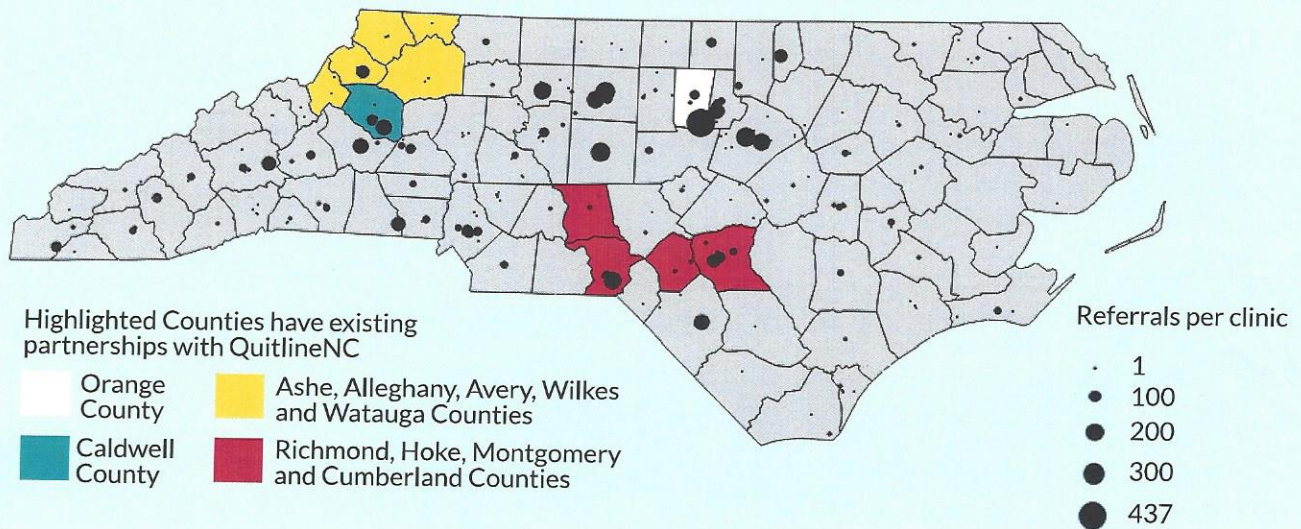 Highlighted Counties have existing
partnerships with QuitlineNC
Orange
County
Ashe, Alleghany, Avery, Wilkes
and Watauga Counties
Caldwell
County
Richmond, Hoke, Montgomery
and Cumberland Counties
Referrals per clinic
1
100
200
300
437